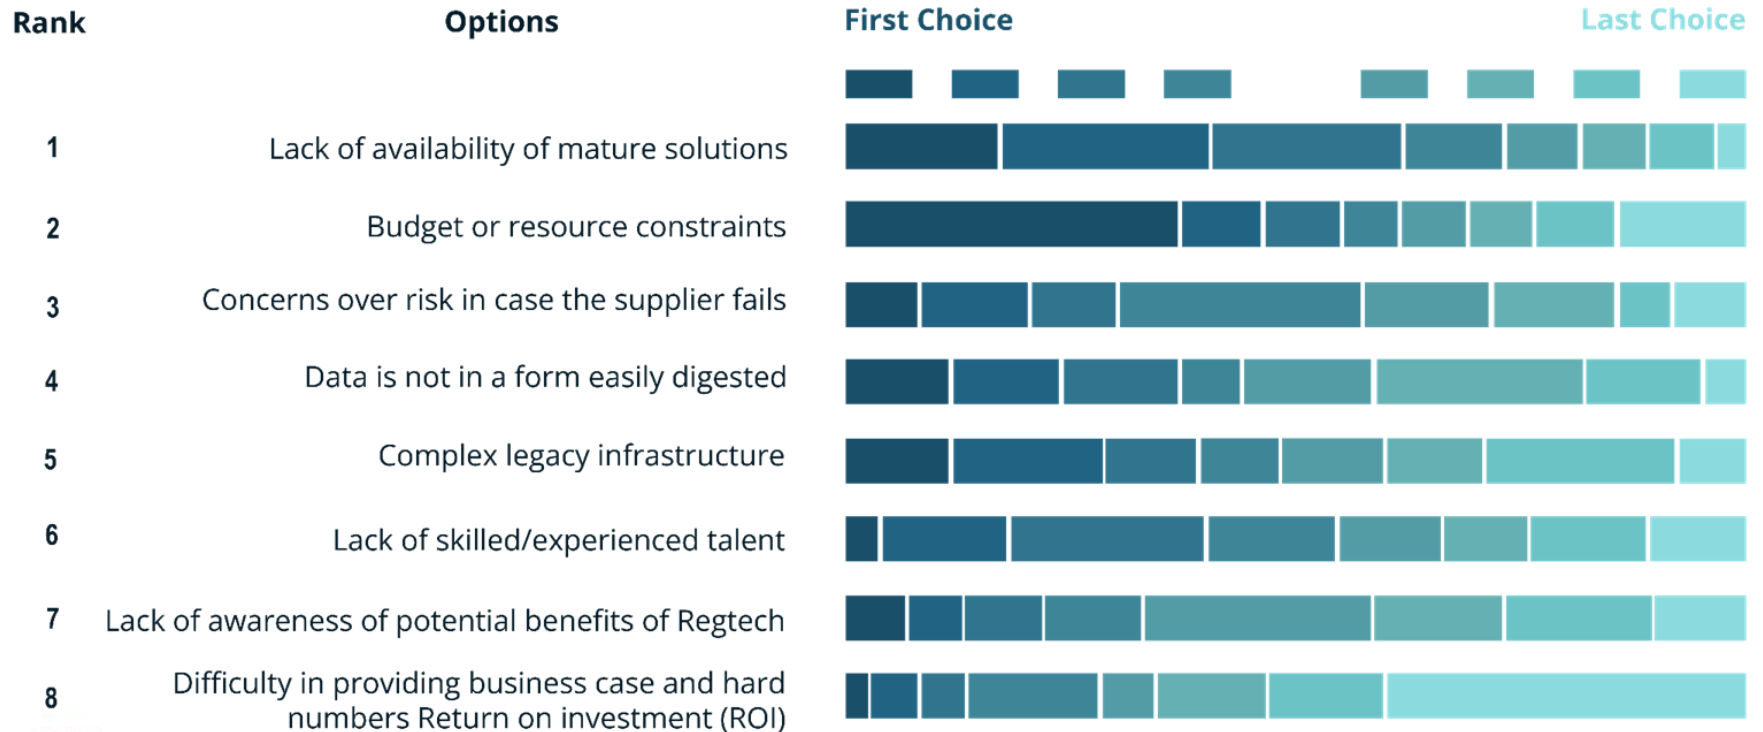 Rank Options First Choice Last Choice
1 Lack of availability of mature solutions
2 Budget or resource constraints
3 Concerns over risk in case the supplier fails
4 Data is not in a form easily digested
5 Complex legacy infrastructure
6 Lack of skilled/experienced talent
7 Lack of awareness of potential benefits of Regtech
8 Difficulty in providing business case and hard
numbers Return on investment (ROI)